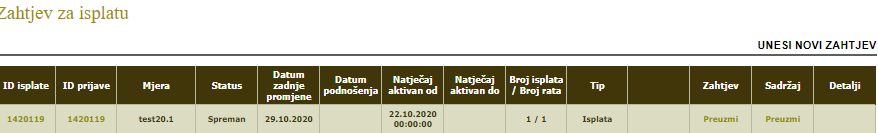 Zahtjev za isplatu
UNESI NOVI ZAHTJEV
ID isplate ID prijave Mjera Status Datum zadnje promjene Datum podnošenja Natječaj aktivan od Natječaj aktivan do Broj isplata / Broj rata Tip Zahtjev Sadržaj Detalji
1420119 1420119 test20.1 Spreman 29.10.2020 22.10.2020 00:00:00 1 / 1 Isplata Preuzmi Preuzmi